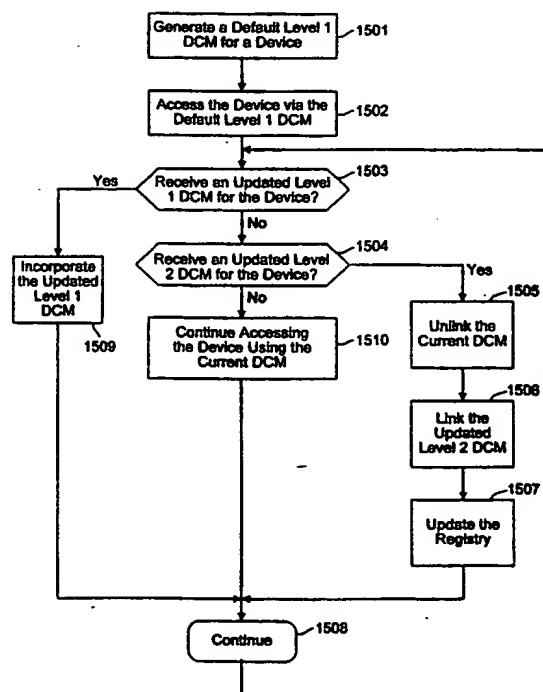 Generate a Default Level 1
DCM for a Device
1501
Access the Device via the
Default Level 1 DCM
1502
Receive an Updated Level
1 DCM for the Device?
1503
Yes
No
Receive an Updated Level
2 DCM for the Device?
1504
Yes
No
Incorporate
the Updated
Level 1
DCM
1509
Continue Accessing
the Device Using the
Current DCM
1510
Unlink the
Current DCM
1505
Link the
Updated
Level 2 DCM
1506
Update the
Registry
1507
Continue
1508